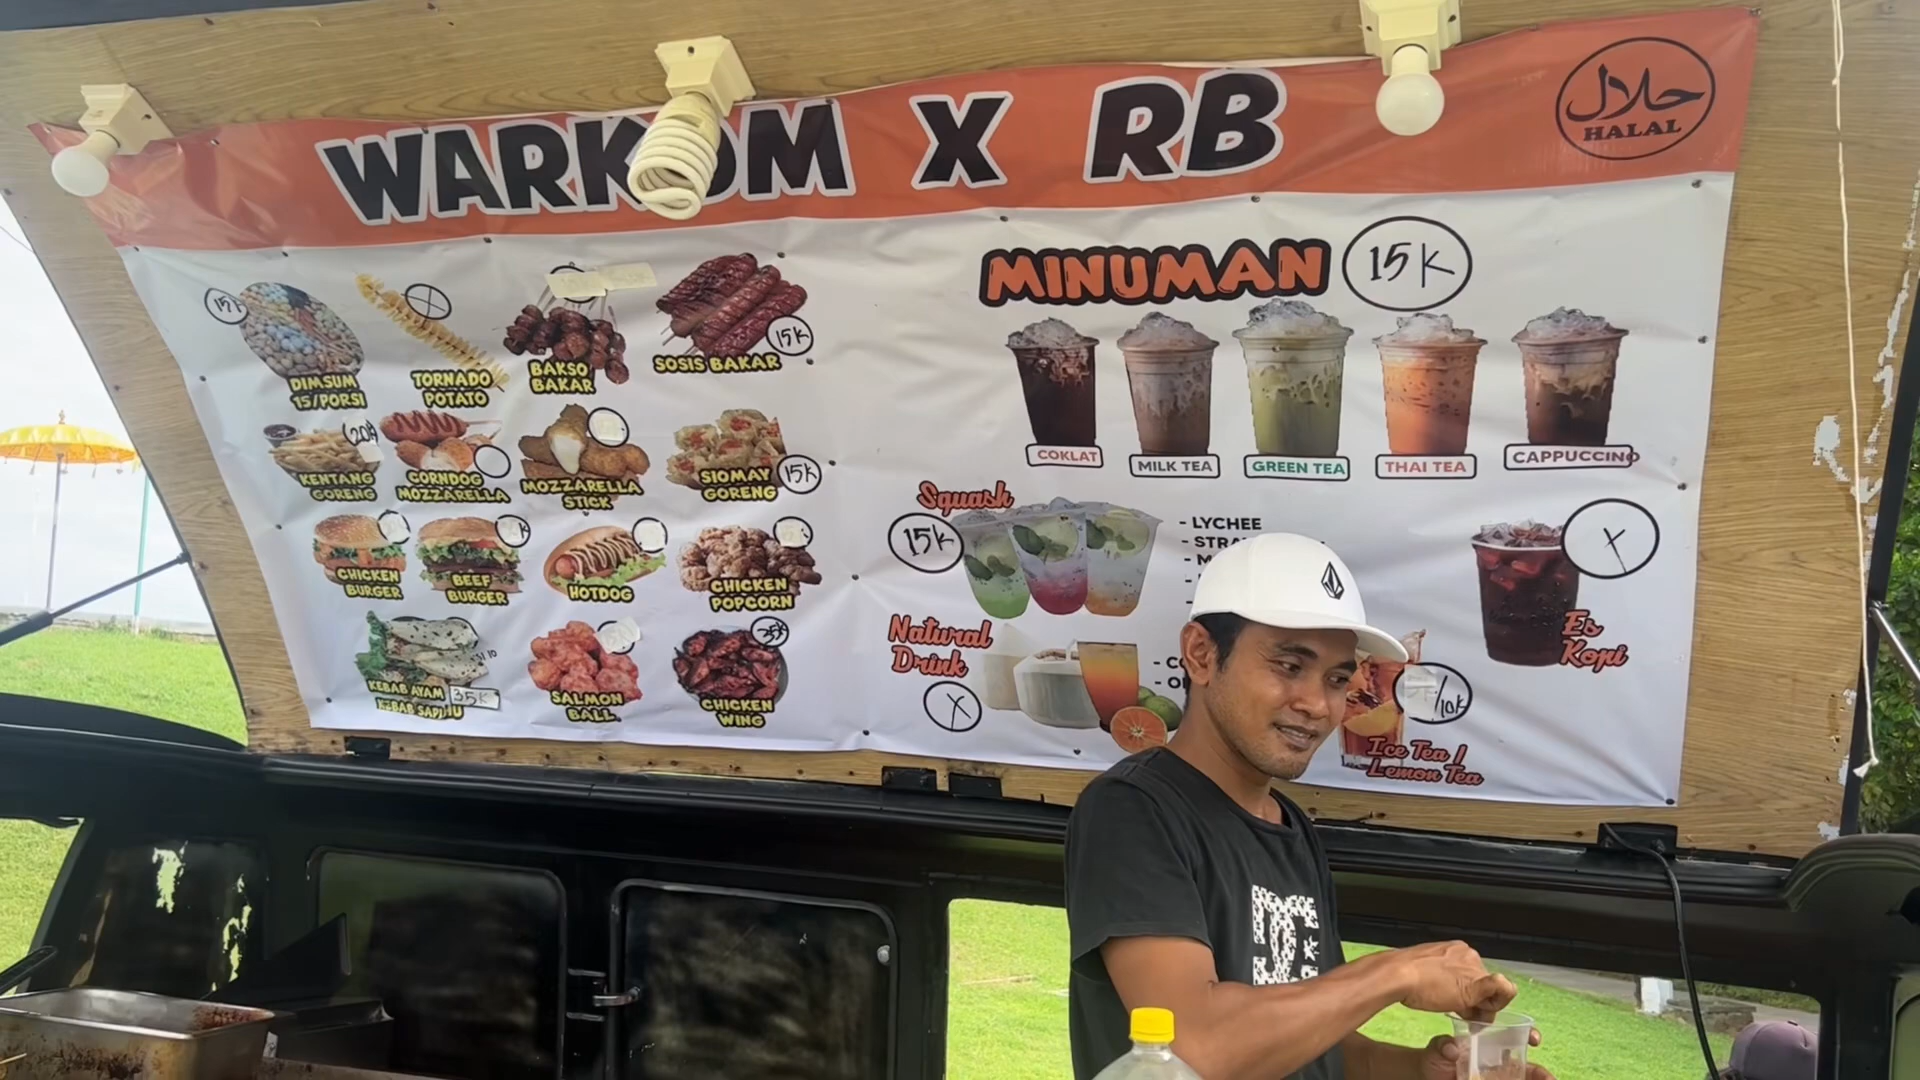 WARKOM X RB
حلال
HALAL
15K
DIMSUM
15/PORSI
X
TORNADO
POTATO
BAKSO
BAKAR
15K
SOSIS BAKAR
20K
KENTANG
GORENG
CORNDOG
MOZZARELLA
MOZZARELLA
STICK
SIOMAY
GORENG
15K
CHICKEN
BURGER
BEEF
BURGER
HOTDOG
CHICKEN
POPCORN
KEBAB AYAM
KEBAB SAPI
35K
SALMON
BALL
35K
CHICKEN
WING
MINUMAN
15K
COKLAT
MILK TEA
GREEN TEA
THAI TEA
CAPPUCCINO
Squash
15K
- LYCHEE
Natural
Drink
X
X
Es
Kopi
/10K
Ice Tea /
Lemon Tea